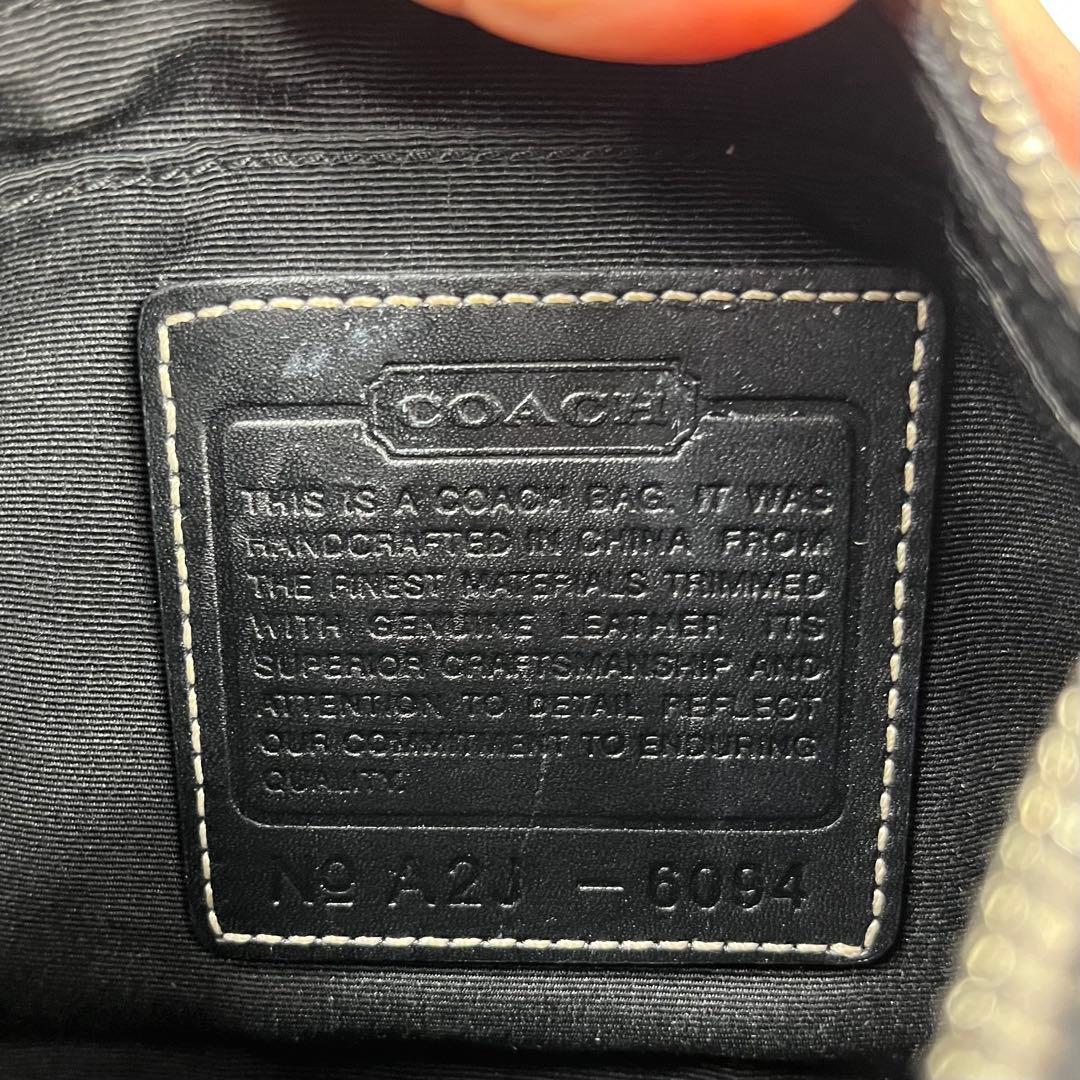 COACH
THIS IS A COACH BAG. IT WAS
HANDCRAFTED IN CHINA FROM
THE FINEST MATERIALS TRIMMED
WITH GENUINE LEATHER ITS
SUPERIOR CRAFTSMANSHIP AND
ATTENTION TO DETAIL REFLECT
OUR COMMITMENT TO ENDURING
QUALITY.
No A2J - 6094